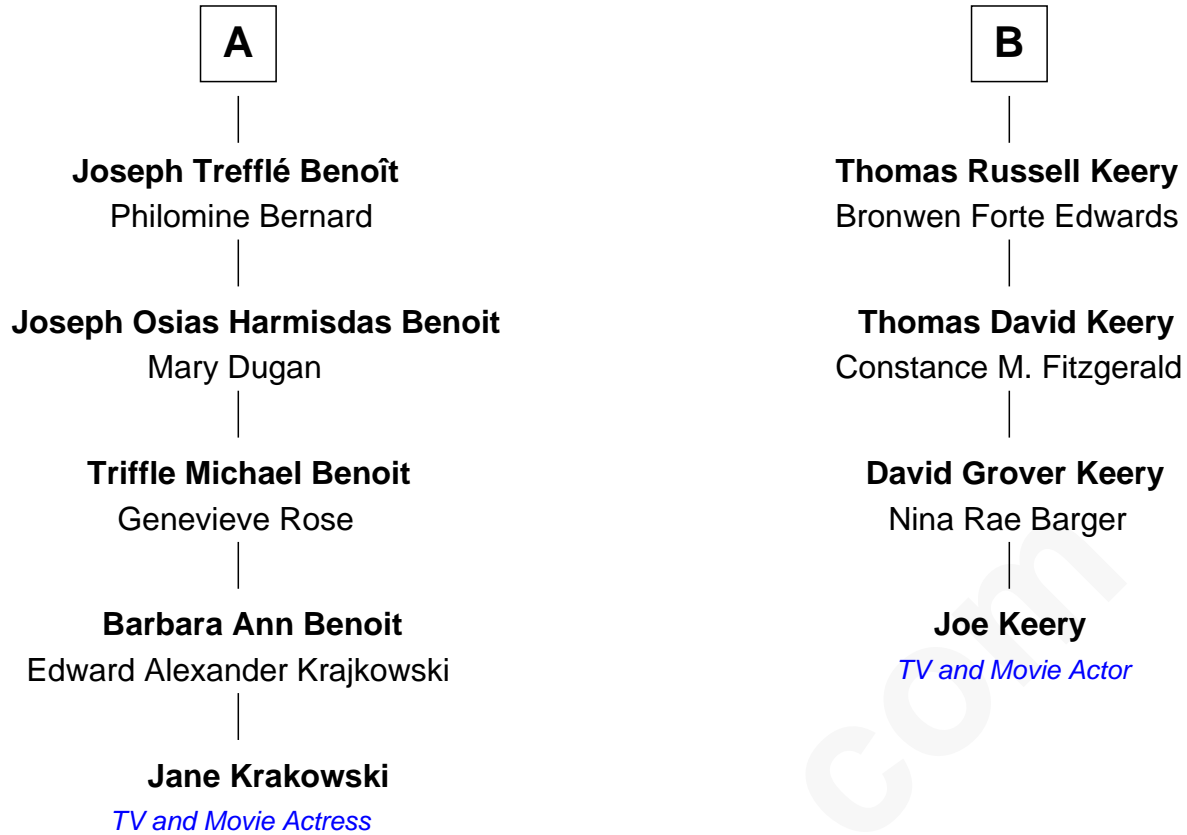 A
Joseph Trefflé Benoît
Philomine Bernard
Joseph Osias Harmisdas Benoit
Mary Dugan
Triffle Michael Benoit
Genevieve Rose
Barbara Ann Benoit
Edward Alexander Krajkowski
Jane Krakowski
TV and Movie Actress
B
Thomas Russell Keery
Bronwen Forte Edwards
Thomas David Keery
Constance M. Fitzgerald
David Grover Keery
Nina Rae Barger
Joe Keery
TV and Movie Actor
com